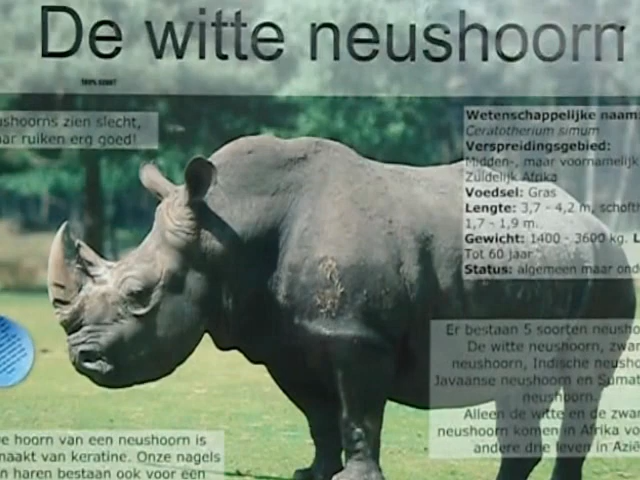 De witte neushoorn
zien slecht,
ruiken erg goed!
Wetenschappelijke naam:
Ceratotherium simum
Verspreidingsgebied:
Midden-, maar voornamelijk
Zuidelijk Afrika
Voedsel: Gras
Lengte: 3,7 - 4,2 m,
1,7 - 1,9 m.
Gewicht: 1400 - 3600 kg.
Tot 60 jaar
Status: algemeen maar
Er bestaan 5 soorten
De witte neushoorn,
neushoorn, Indische
Javaanse neushoorn en
neushoorn.
Alleen de witte en de
neushoorn komen in Afrika
andere drie leven in
hoorn van een neushoorn is
van keratine. Onze nagels
haren bestaan ook voor een